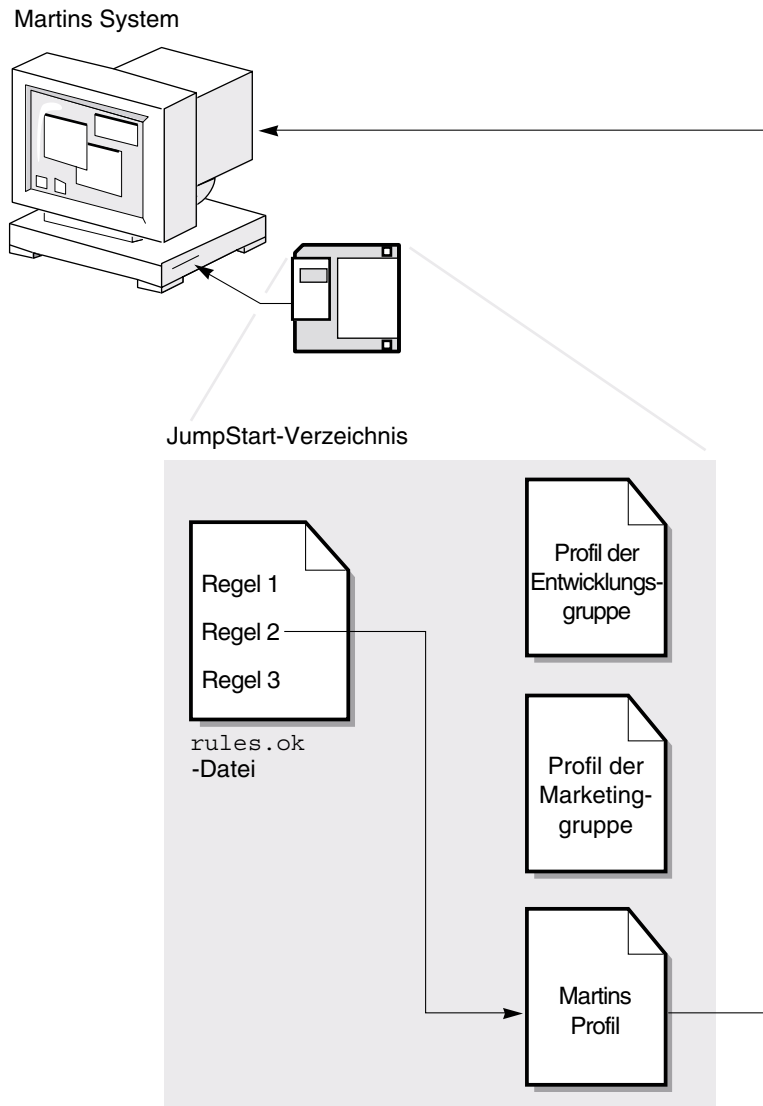 Martins System
JumpStart-Verzeichnis
Regel 1
Regel 2
Regel 3
rules.ok
-Datei
Profil der
Entwicklungs-
gruppe
Profil der
Marketing-
gruppe
Martins
Profil